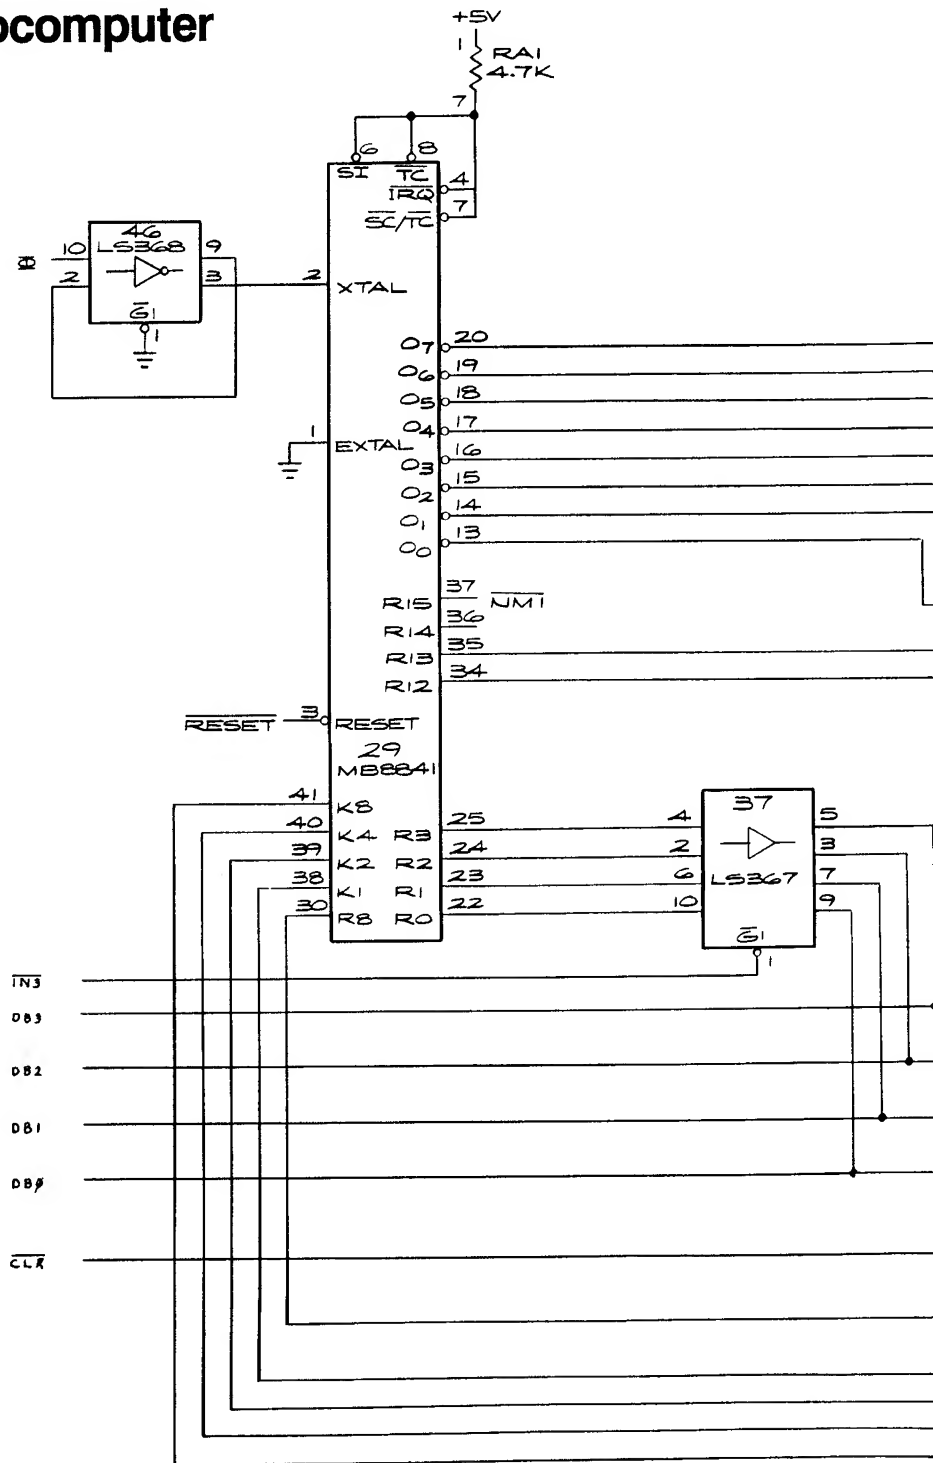 ocomputer
+5V
1
RA1
4.7K
7
6 8
SI TC
IRQ 4
SC/TC 7
46
10 LS368 9
Φ
2 3
G1
1
2 XTAL
O7 20
O6 19
O5 18
O4 17
1 EXTAL
O3 16
O2 15
O1 14
O0 13
R15 37 NMI
R14 36
R13 35
R12 34
RESET 3 RESET
29
MB8841
41 K8
40 K4 R3 25
39 K2 R2 24
38 K1 R1 23
30 R8 R0 22
37
4 5
2 3
LS367
6 7
10 9
G1
1
IN3
DB3
DB2
DB1
DBØ
CLR